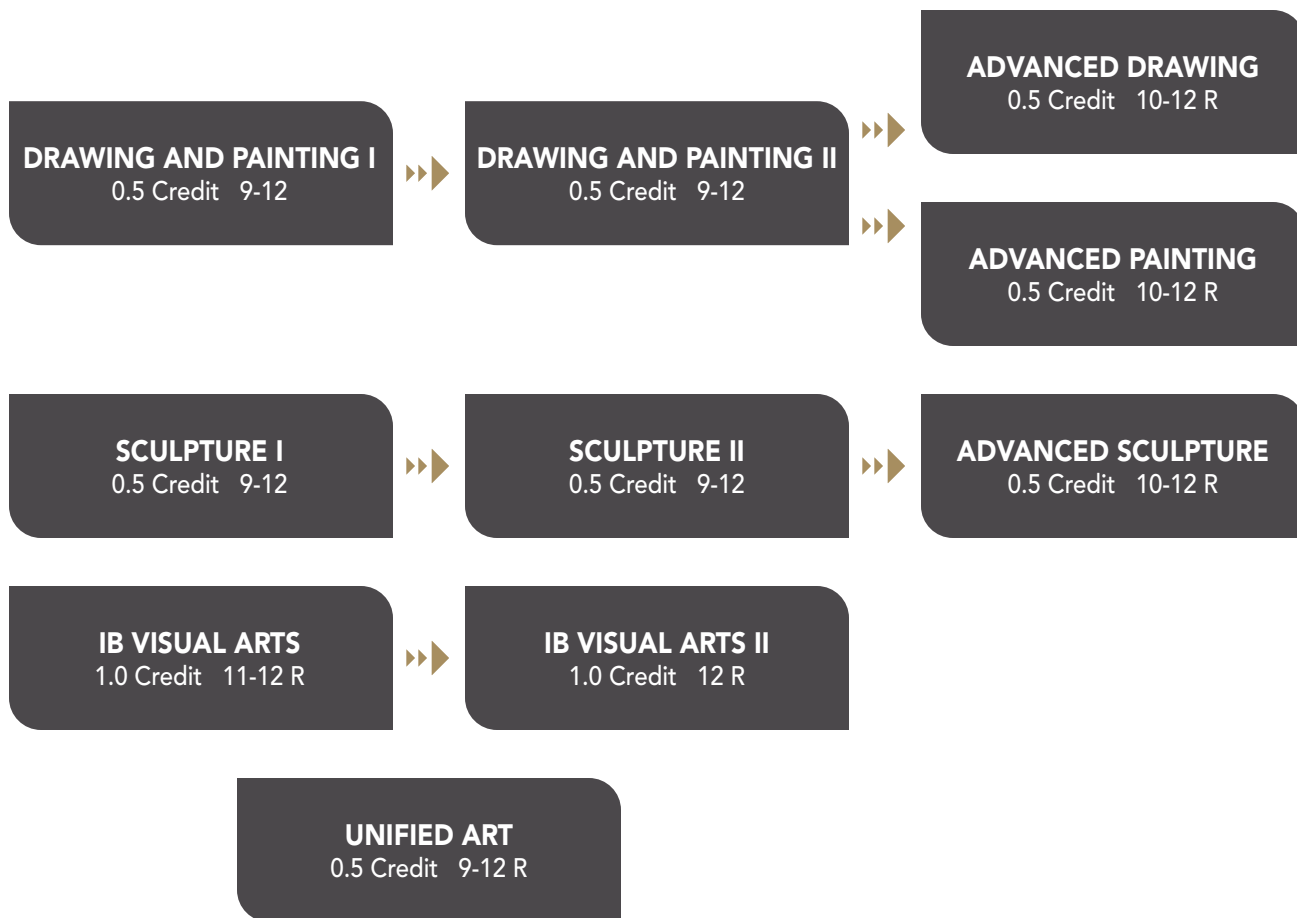 ADVANCED DRAWING
0.5 Credit 10-12 R
DRAWING AND PAINTING I
0.5 Credit 9-12
DRAWING AND PAINTING II
0.5 Credit 9-12
ADVANCED PAINTING
0.5 Credit 10-12 R
SCULPTURE I
0.5 Credit 9-12
SCULPTURE II
0.5 Credit 9-12
ADVANCED SCULPTURE
0.5 Credit 10-12 R
IB VISUAL ARTS
1.0 Credit 11-12 R
IB VISUAL ARTS II
1.0 Credit 12 R
UNIFIED ART
0.5 Credit 9-12 R